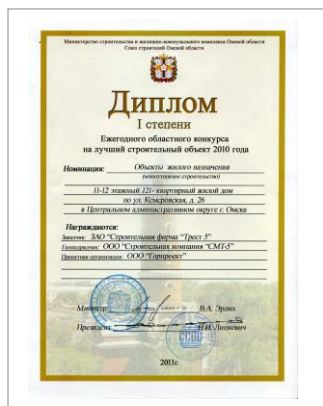 Министерство строительства и жилищно-коммунального комплекса Омской области
Союз строителей Омской области
Диплом
I степени
Ежегодного областного конкурса
на лучший строительный объект 2010 года
Номинация: Объекты жилого назначения
(многоэтажное строительство)
11-12 этажный 121- квартирный жилой дом
по ул. Кемеровская, д. 26
в Центральном административном округе г. Омска
Награждаются:
Заказчик: ЗАО "Строительная фирма "Трест 5"
Генподрядчик: ООО "Строительная компания "СМТ-5"
Проектная организация: ООО "Горпроект"
Министр В.А. Эрлих
Президент Н.И. Лицкевич
2011г.